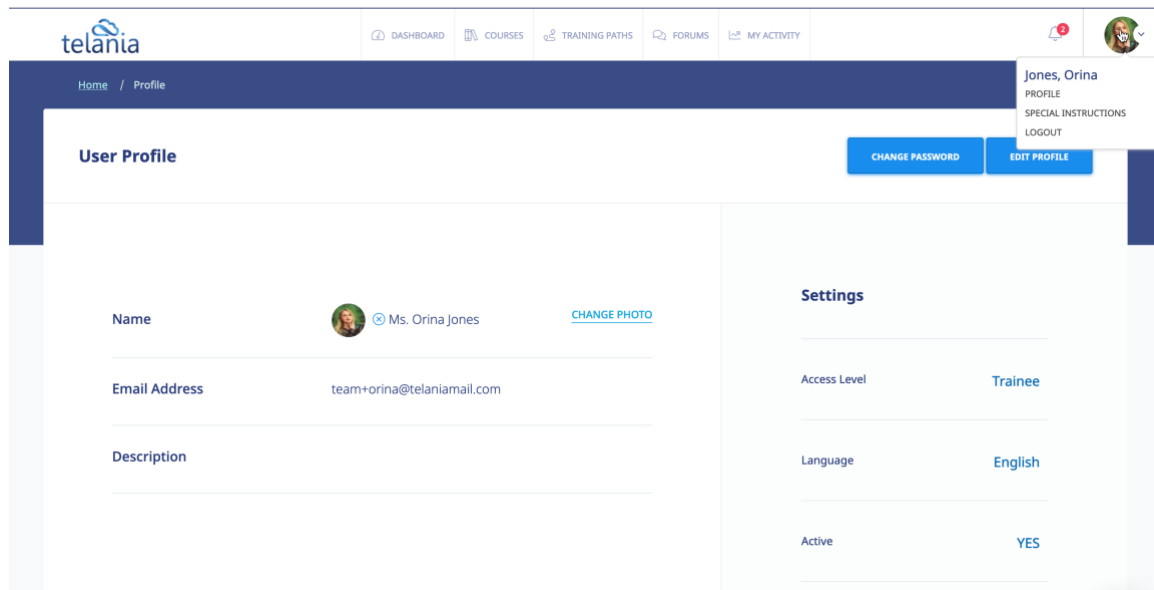 telania
DASHBOARD
COURSES
TRAINING PATHS
FORUMS
MY ACTIVITY
2
Jones, Orina
PROFILE
SPECIAL INSTRUCTIONS
LOGOUT
Home / Profile
User Profile
CHANGE PASSWORD
EDIT PROFILE
Name
Ms. Orina Jones
CHANGE PHOTO
Email Address
team+orina@telaniamail.com
Description
Settings
Access Level
Trainee
Language
English
Active
YES